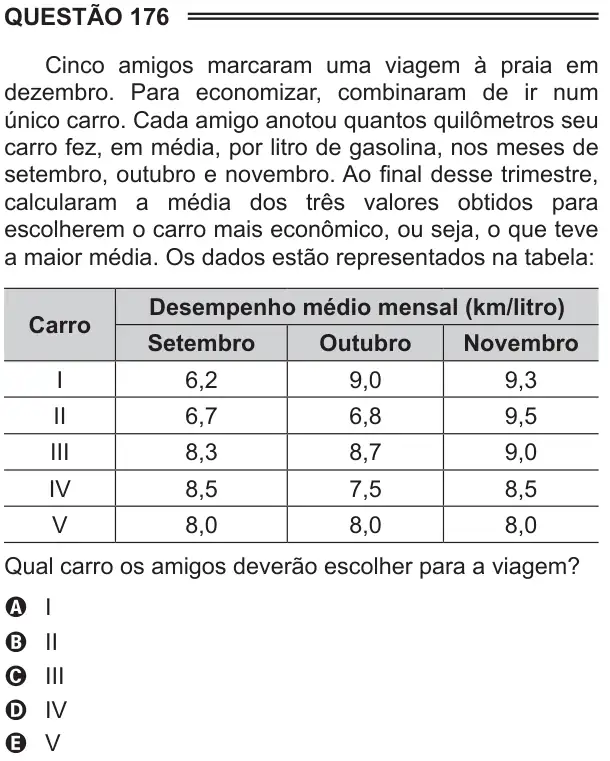 QUESTÃO 176
Cinco amigos marcaram uma viagem à praia em
dezembro. Para economizar, combinaram de ir num
único carro. Cada amigo anotou quantos quilômetros seu
carro fez, em média, por litro de gasolina, nos meses de
setembro, outubro e novembro. Ao final desse trimestre,
calcularam a média dos três valores obtidos para
escolherem o carro mais econômico, ou seja, o que teve
a maior média. Os dados estão representados na tabela:
Carro Desempenho médio mensal (km/litro)
Setembro Outubro Novembro
I 6,2 9,0 9,3
II 6,7 6,8 9,5
III 8,3 8,7 9,0
IV 8,5 7,5 8,5
V 8,0 8,0 8,0
Qual carro os amigos deverão escolher para a viagem?
A I
B II
C III
D IV
E V